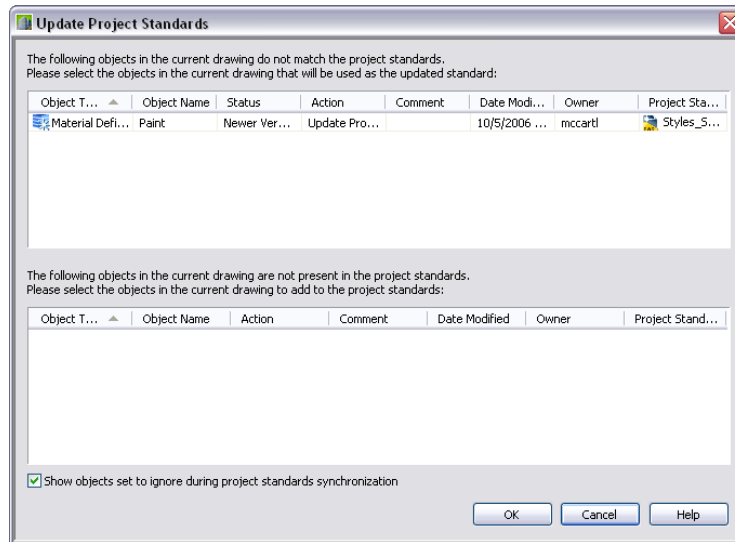 Update Project Standards
The following objects in the current drawing do not match the project standards.
Please select the objects in the current drawing that will be used as the updated standard:
Object T... Object Name Status Action Comment Date Modi... Owner Project Sta...
Material Defi... Paint Newer Ver... Update Pro... 10/5/2006 ... mccartl Styles_S...
The following objects in the current drawing are not present in the project standards.
Please select the objects in the current drawing to add to the project standards:
Object T... Object Name Action Comment Date Modified Owner Project Stand...
Show objects set to ignore during project standards synchronization
OK Cancel Help